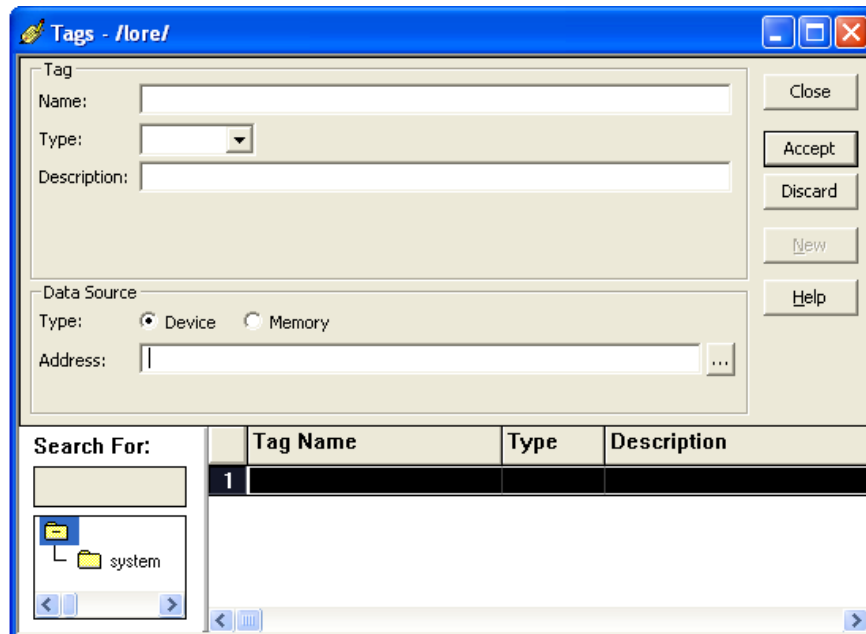 Tags - /lore/
Tag
Name:
Close
Type:
Accept
Description:
Discard
New
Data Source
Help
Type: Device Memory
Address: ...
Search For:
Tag Name Type Description
1
system